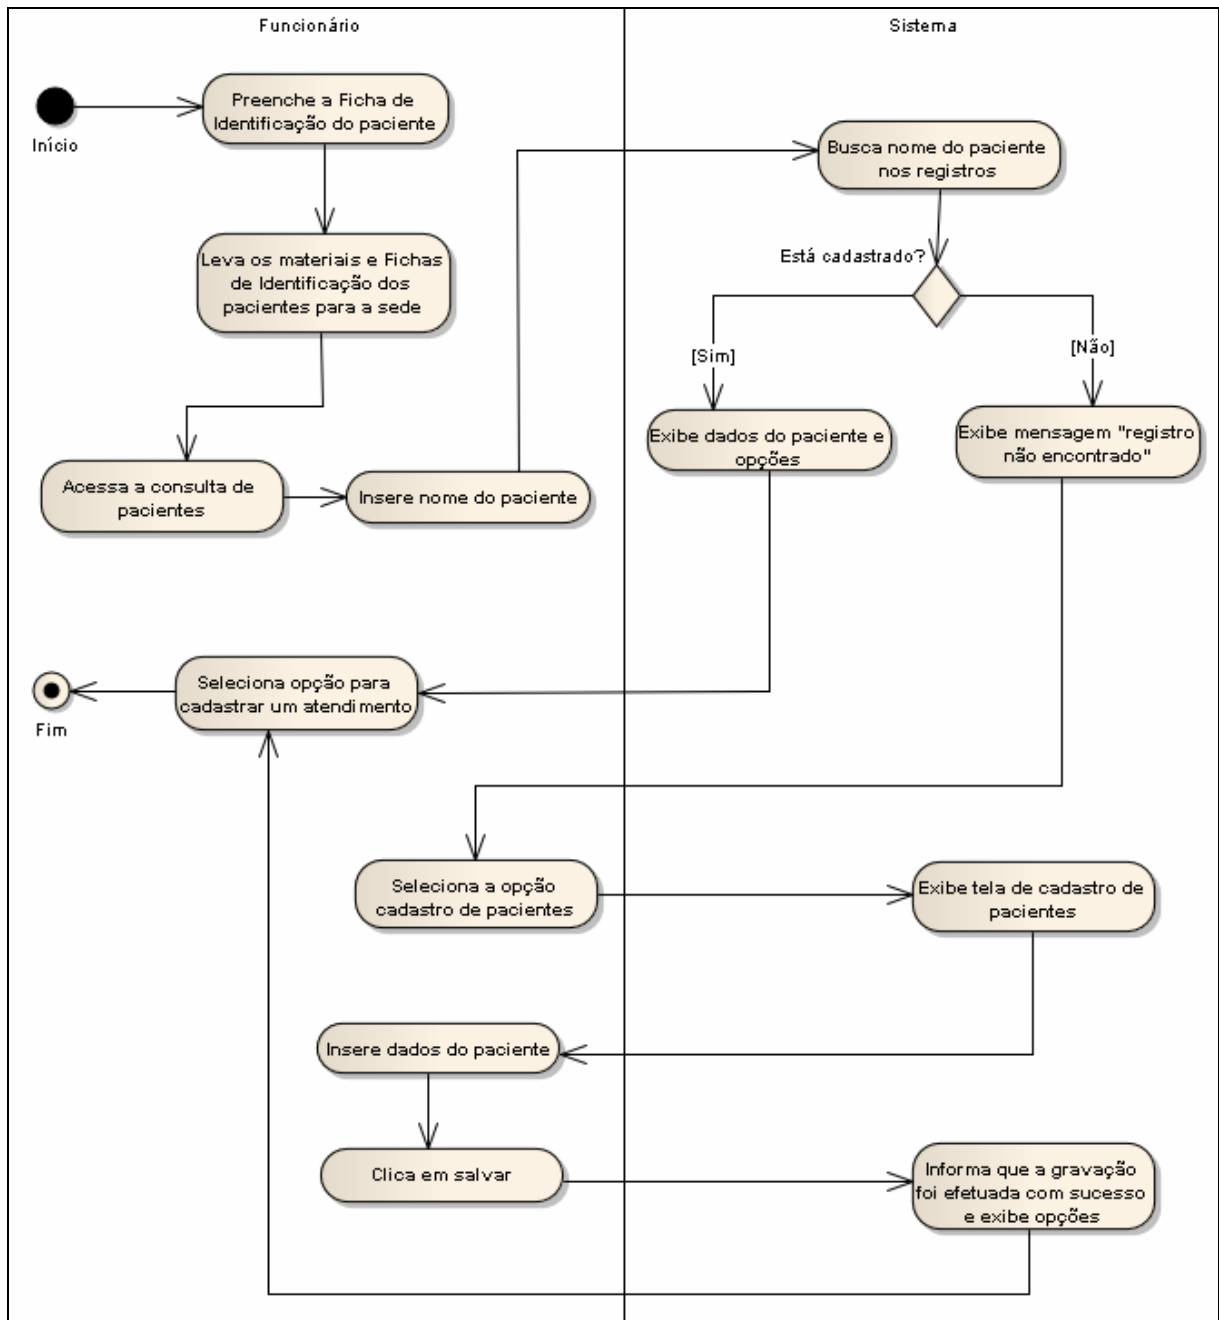 Funcionário
Sistema
Início
Preenche a Ficha de
Identificação do paciente
Leva os materiais e Fichas
de Identificação dos
pacientes para a sede
Acessa a consulta de
pacientes
Insere nome do paciente
Busca nome do paciente
nos registros
Está cadastrado?
[Sim]
[Não]
Exibe dados do paciente e
opções
Exibe mensagem "registro
não encontrado"
Seleciona opção para
cadastrar um atendimento
Fim
Seleciona a opção
cadastro de pacientes
Exibe tela de cadastro de
pacientes
Insere dados do paciente
Clica em salvar
Informa que a gravação
foi efetuada com sucesso
e exibe opções